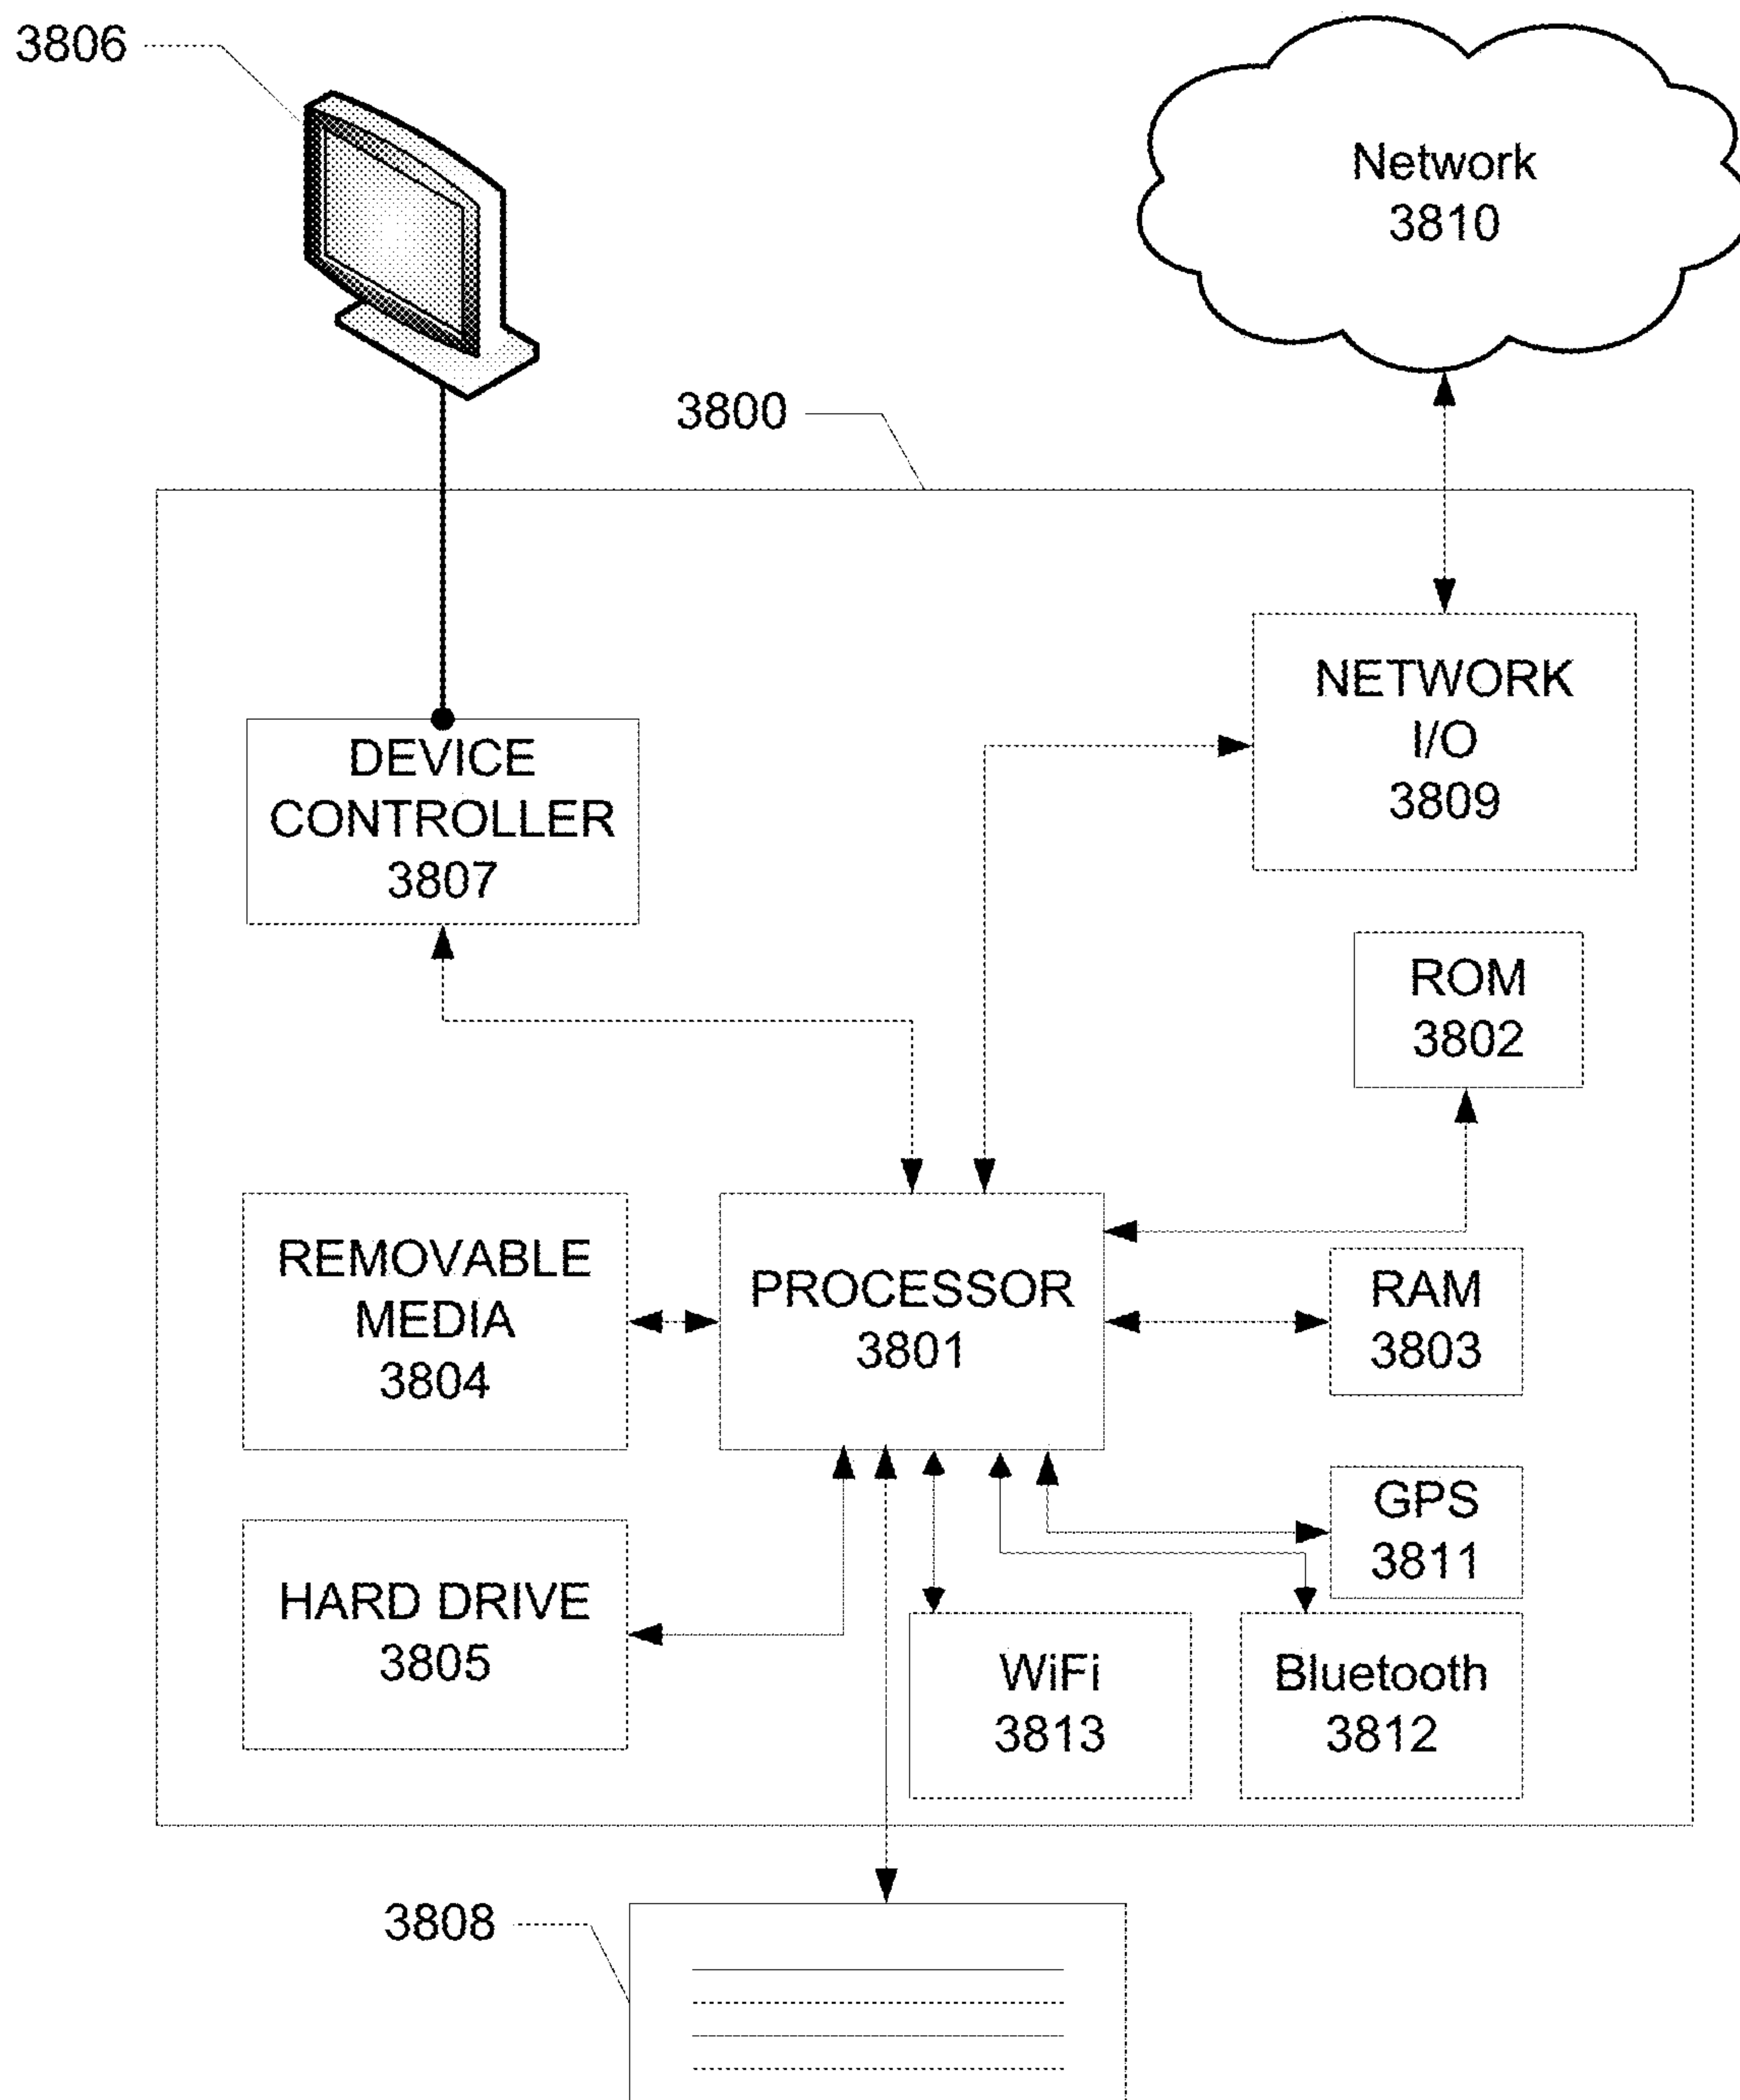 3806
Network
3810
3800
NETWORK
I/O
3809
DEVICE
CONTROLLER
3807
ROM
3802
REMOVABLE
MEDIA
3804
PROCESSOR
3801
RAM
3803
GPS
3811
HARD DRIVE
3805
WiFi
3813
Bluetooth
3812
3808